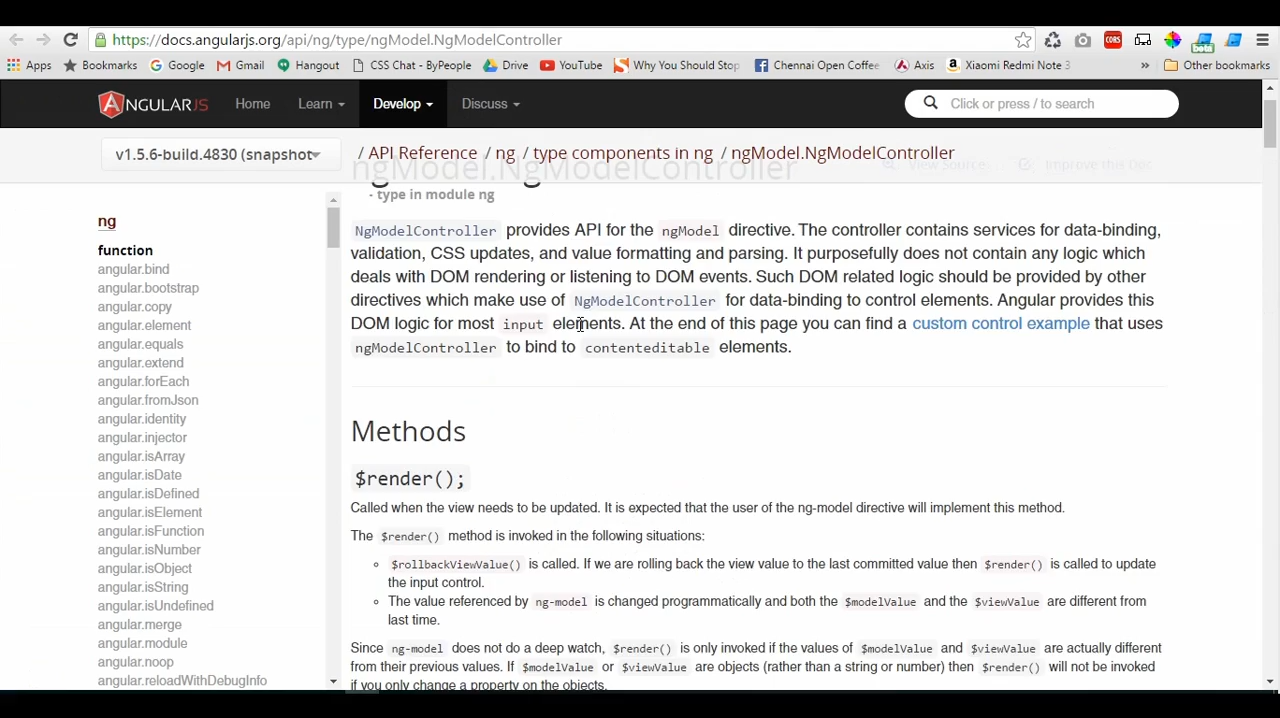 https://docs.angularjs.org/api/ng/type/ngModel.NgModelController
Apps Bookmarks Google Gmail Hangout CSS Chat - ByPeople Drive YouTube Why You Should Stop Chennai Open Coffee Axis Xiaomi Redmi Note 3 » Other bookmarks
ANGULARJS Home Learn Develop Discuss Click or press / to search
v1.5.6-build.4830 (snapshot / API Reference / ng / type components in ng / ngModel.NgModelController
ngModel.NgModelController View Source Improve this Doc
- type in module ng
ng
function
angular.bind
angular.bootstrap
angular.copy
angular.element
angular.equals
angular.extend
angular.forEach
angular.fromJson
angular.identity
angular.injector
angular.isArray
angular.isDate
angular.isDefined
angular.isElement
angular.isFunction
angular.isNumber
angular.isObject
angular.isString
angular.isUndefined
angular.merge
angular.module
angular.noop
angular.reloadWithDebugInfo
NgModelController provides API for the ngModel directive. The controller contains services for data-binding,
validation, CSS updates, and value formatting and parsing. It purposefully does not contain any logic which
deals with DOM rendering or listening to DOM events. Such DOM related logic should be provided by other
directives which make use of NgModelController for data-binding to control elements. Angular provides this
DOM logic for most input elements. At the end of this page you can find a custom control example that uses
ngModelController to bind to contenteditable elements.
Methods
$render();
Called when the view needs to be updated. It is expected that the user of the ng-model directive will implement this method.
The $render() method is invoked in the following situations:
$rollbackViewValue() is called. If we are rolling back the view value to the last committed value then $render() is called to update
the input control.
The value referenced by ng-model is changed programmatically and both the $modelValue and the $viewValue are different from
last time.
Since ng-model does not do a deep watch, $render() is only invoked if the values of $modelValue and $viewValue are actually different
from their previous values. If $modelValue or $viewValue are objects (rather than a string or number) then $render() will not be invoked
if you only change a property on the objects.